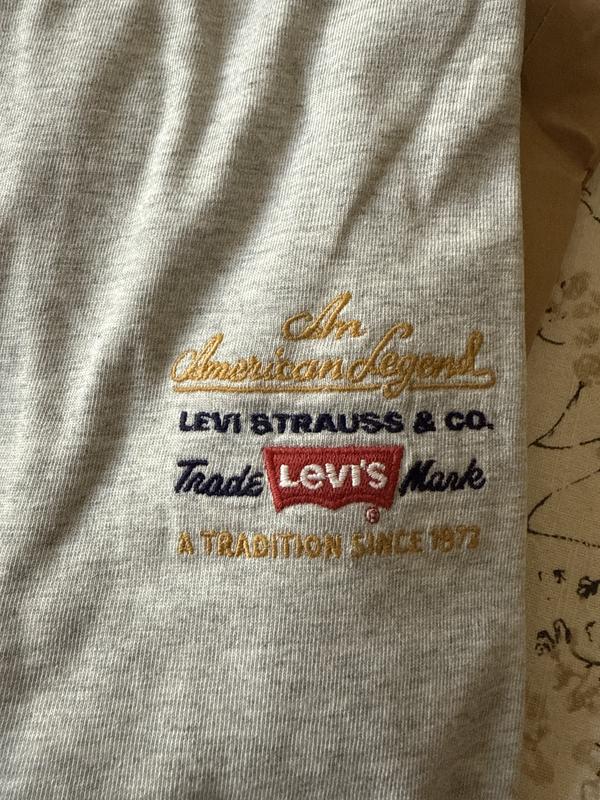 An
American Legend
LEVI STRAUSS & CO.
Trade LEVI'S Mark
®
A TRADITION SINCE 1873